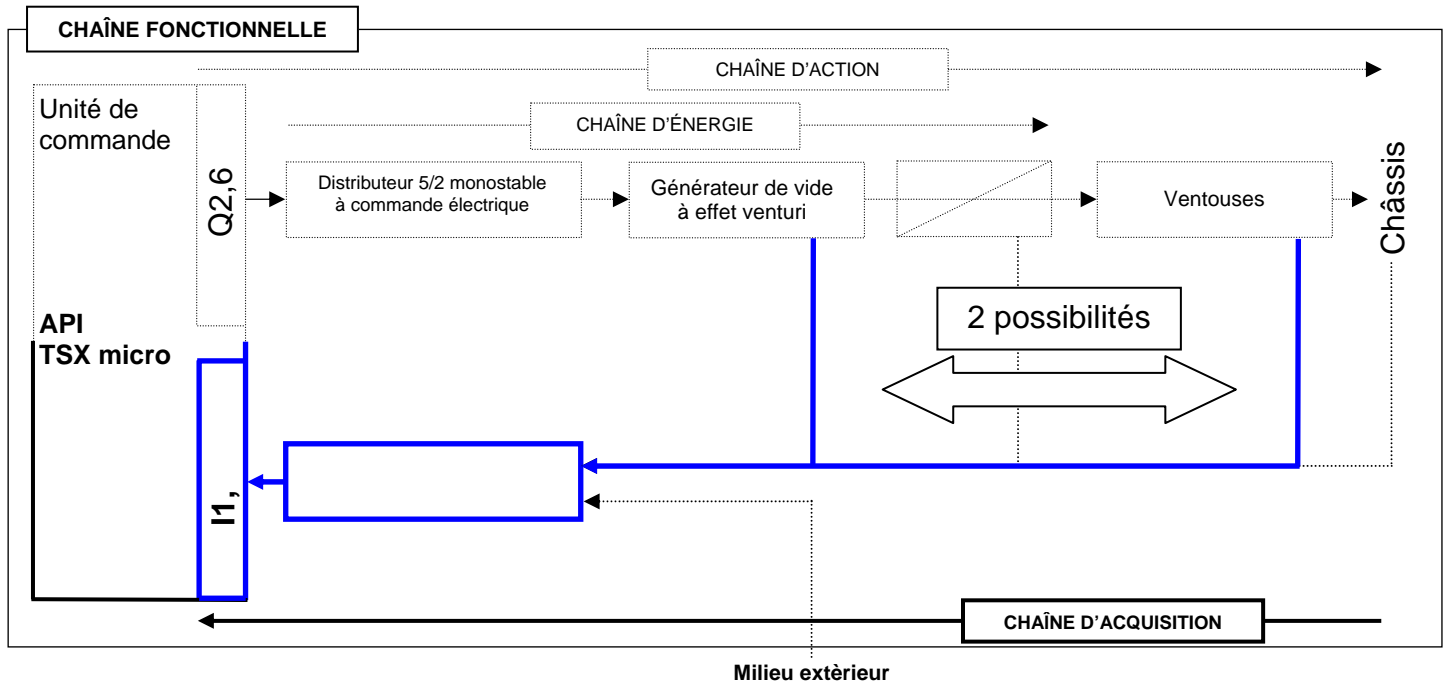 CHAÎNE FONCTIONNELLE
CHAÎNE D'ACTION
Unité de
commande
CHAÎNE D'ÉNERGIE
Q2,6
Distributeur 5/2 monostable
à commande électrique
Générateur de vide
à effet venturi
Ventouses
Châssis
API
TSX micro
2 possibilités
I1,
CHAÎNE D'ACQUISITION
Milieu extèrieur